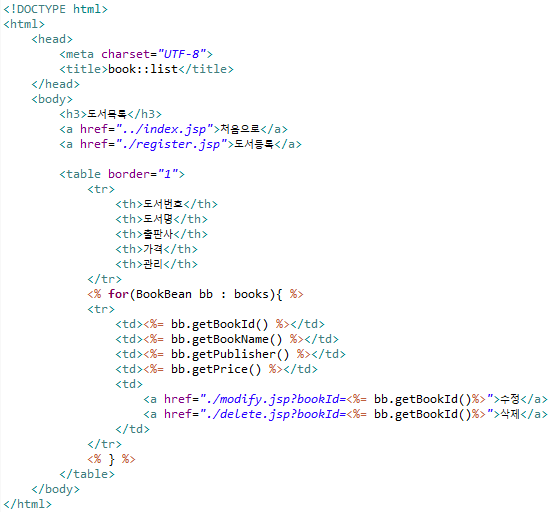 <!DOCTYPE html>
<html>
    <head>
        <meta charset="UTF-8">
        <title>book::list</title>
    </head>
    <body>
        <h3>도서목록</h3>
        <a href="../index.jsp">처음으로</a>
        <a href="./register.jsp">도서등록</a>

        <table border="1">
            <tr>
                <th>도서번호</th>
                <th>도서명</th>
                <th>출판사</th>
                <th>가격</th>
                <th>관리</th>
            </tr>
            <% for(BookBean bb : books){ %>
            <tr>
                <td><%= bb.getBookId() %></td>
                <td><%= bb.getBookName() %></td>
                <td><%= bb.getPublisher() %></td>
                <td><%= bb.getPrice() %></td>
                <td>
                    <a href="./modify.jsp?bookId=<%= bb.getBookId()%>">수정</a>
                    <a href="./delete.jsp?bookId=<%= bb.getBookId()%>">삭제</a>
                </td>
            </tr>
            <% } %>
        </table>
    </body>
</html>